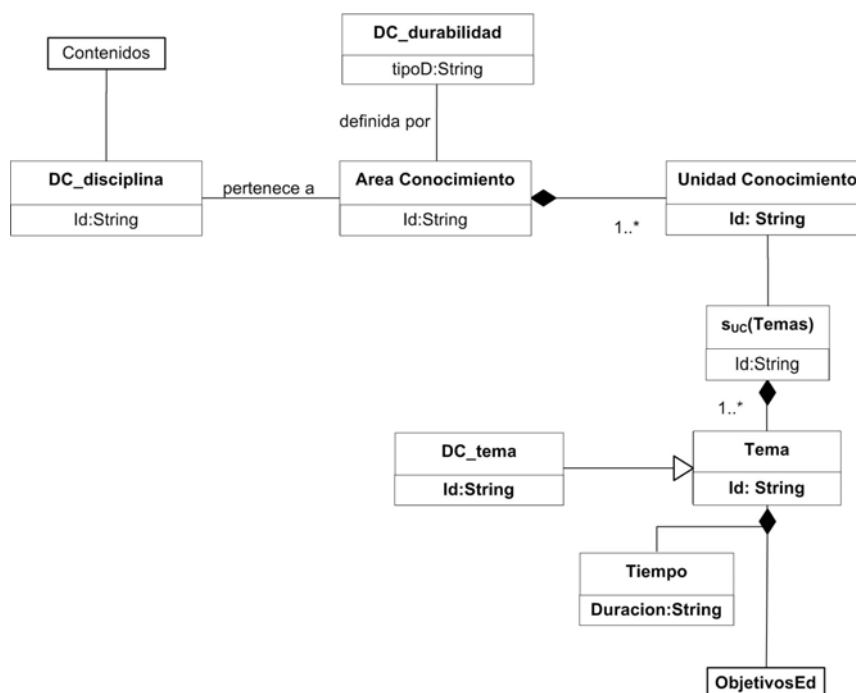 DC_durabilidad
tipoD:String
Contenidos
definida por
DC_disciplina
Id:String
pertenece a
Area Conocimiento
Id:String
Unidad Conocimiento
Id: String
1..*
sUC(Temas)
Id:String
1..*
DC_tema
Id:String
Tema
Id: String
Tiempo
Duracion:String
ObjetivosEd